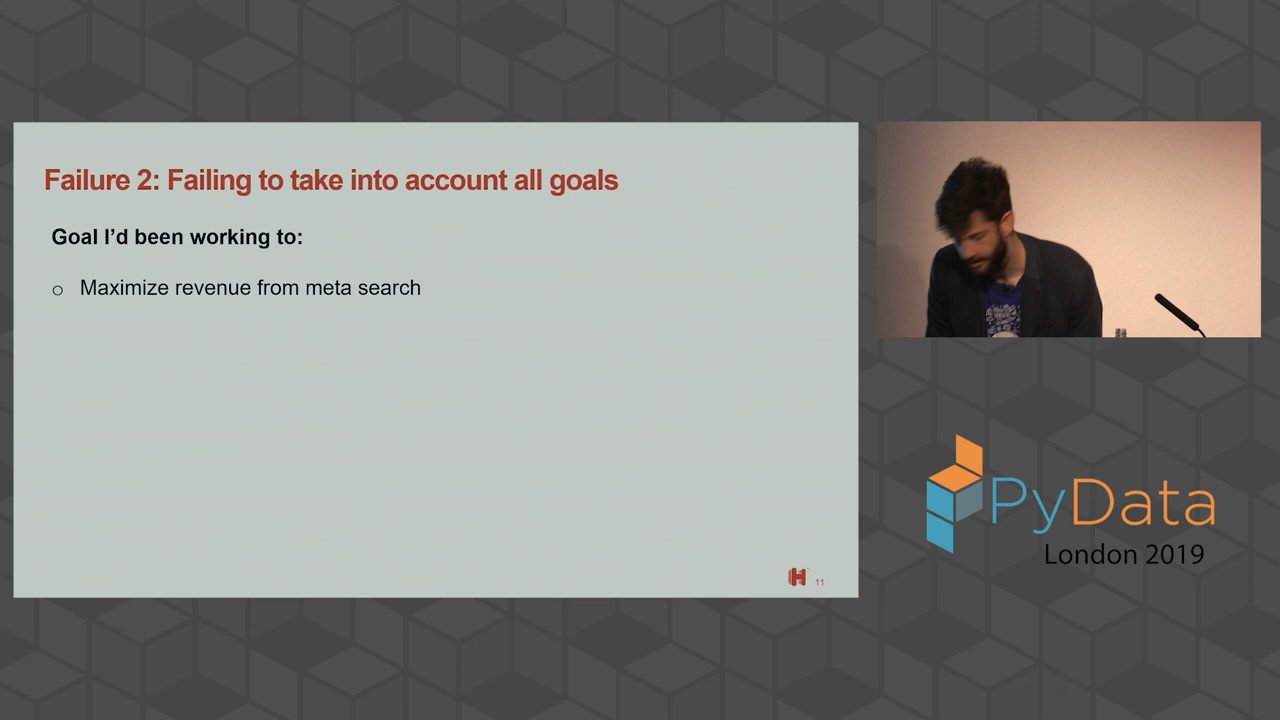 Failure 2: Failing to take into account all goals
Goal I'd been working to:
o Maximize revenue from meta search
H 11
PyData
London 2019